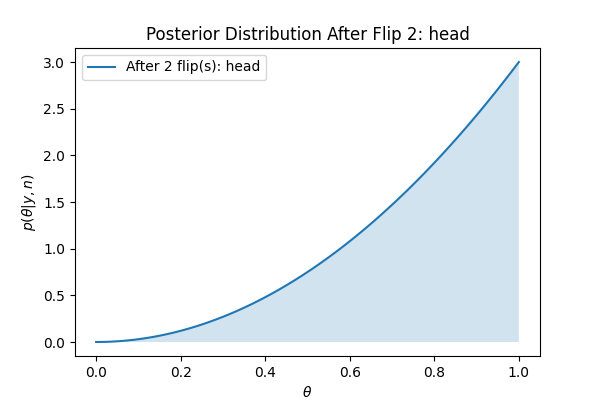 Posterior Distribution After Flip 2: head
After 2 flip(s): head
p(θ|y, n)
3.0
2.5
2.0
1.5
1.0
0.5
0.0
0.0 0.2 0.4 0.6 0.8 1.0
θ